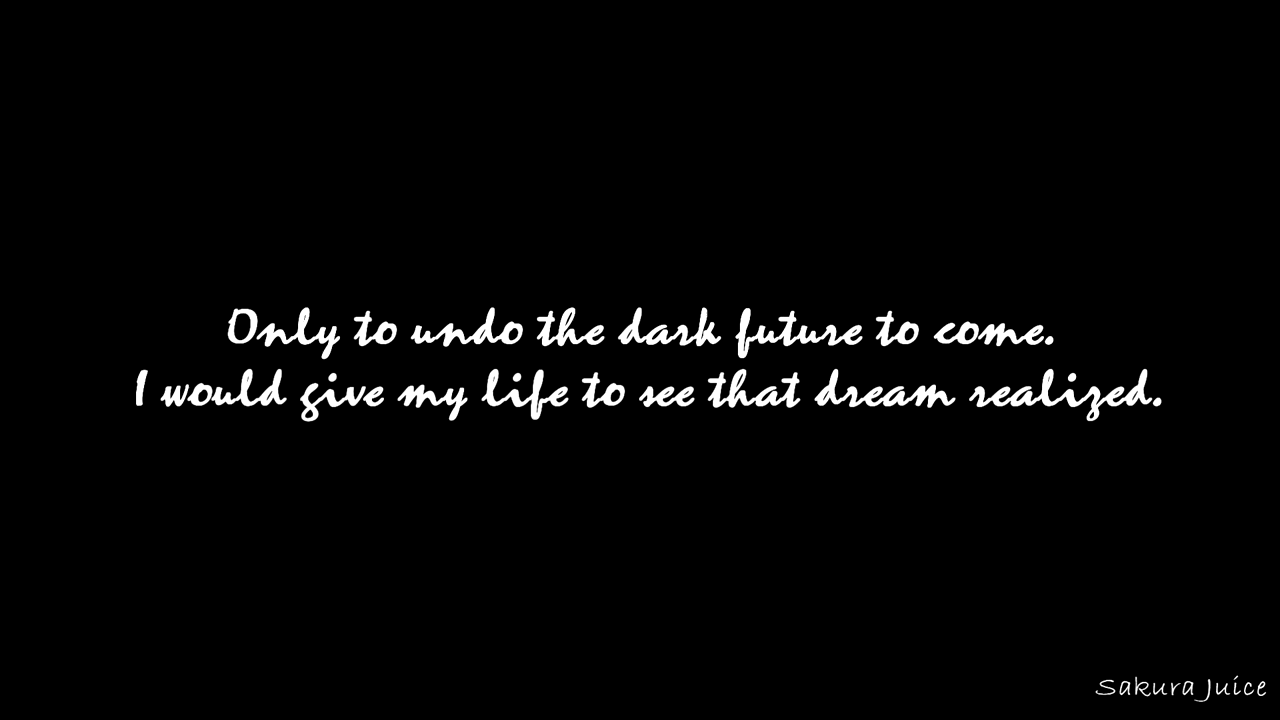 Only to undo the dark future to come.
I would give my life to see that dream realized.
Sakura Juice